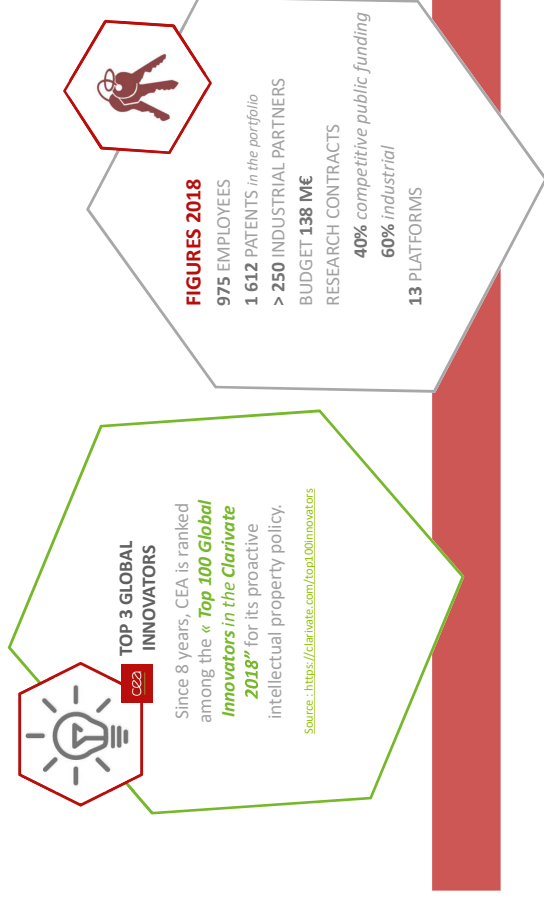 TOP 3 GLOBAL
INNOVATORS
cea
Since 8 years, CEA is ranked
among the « Top 100 Global
Innovators in the Clarivate
2018” for its proactive
intellectual property policy.
Source : https://clarivate.com/top100innovators
FIGURES 2018
975 EMPLOYEES
1 612 PATENTS in the portfolio
> 250 INDUSTRIAL PARTNERS
BUDGET 138 M€
RESEARCH CONTRACTS
40% competitive public funding
60% industrial
13 PLATFORMS